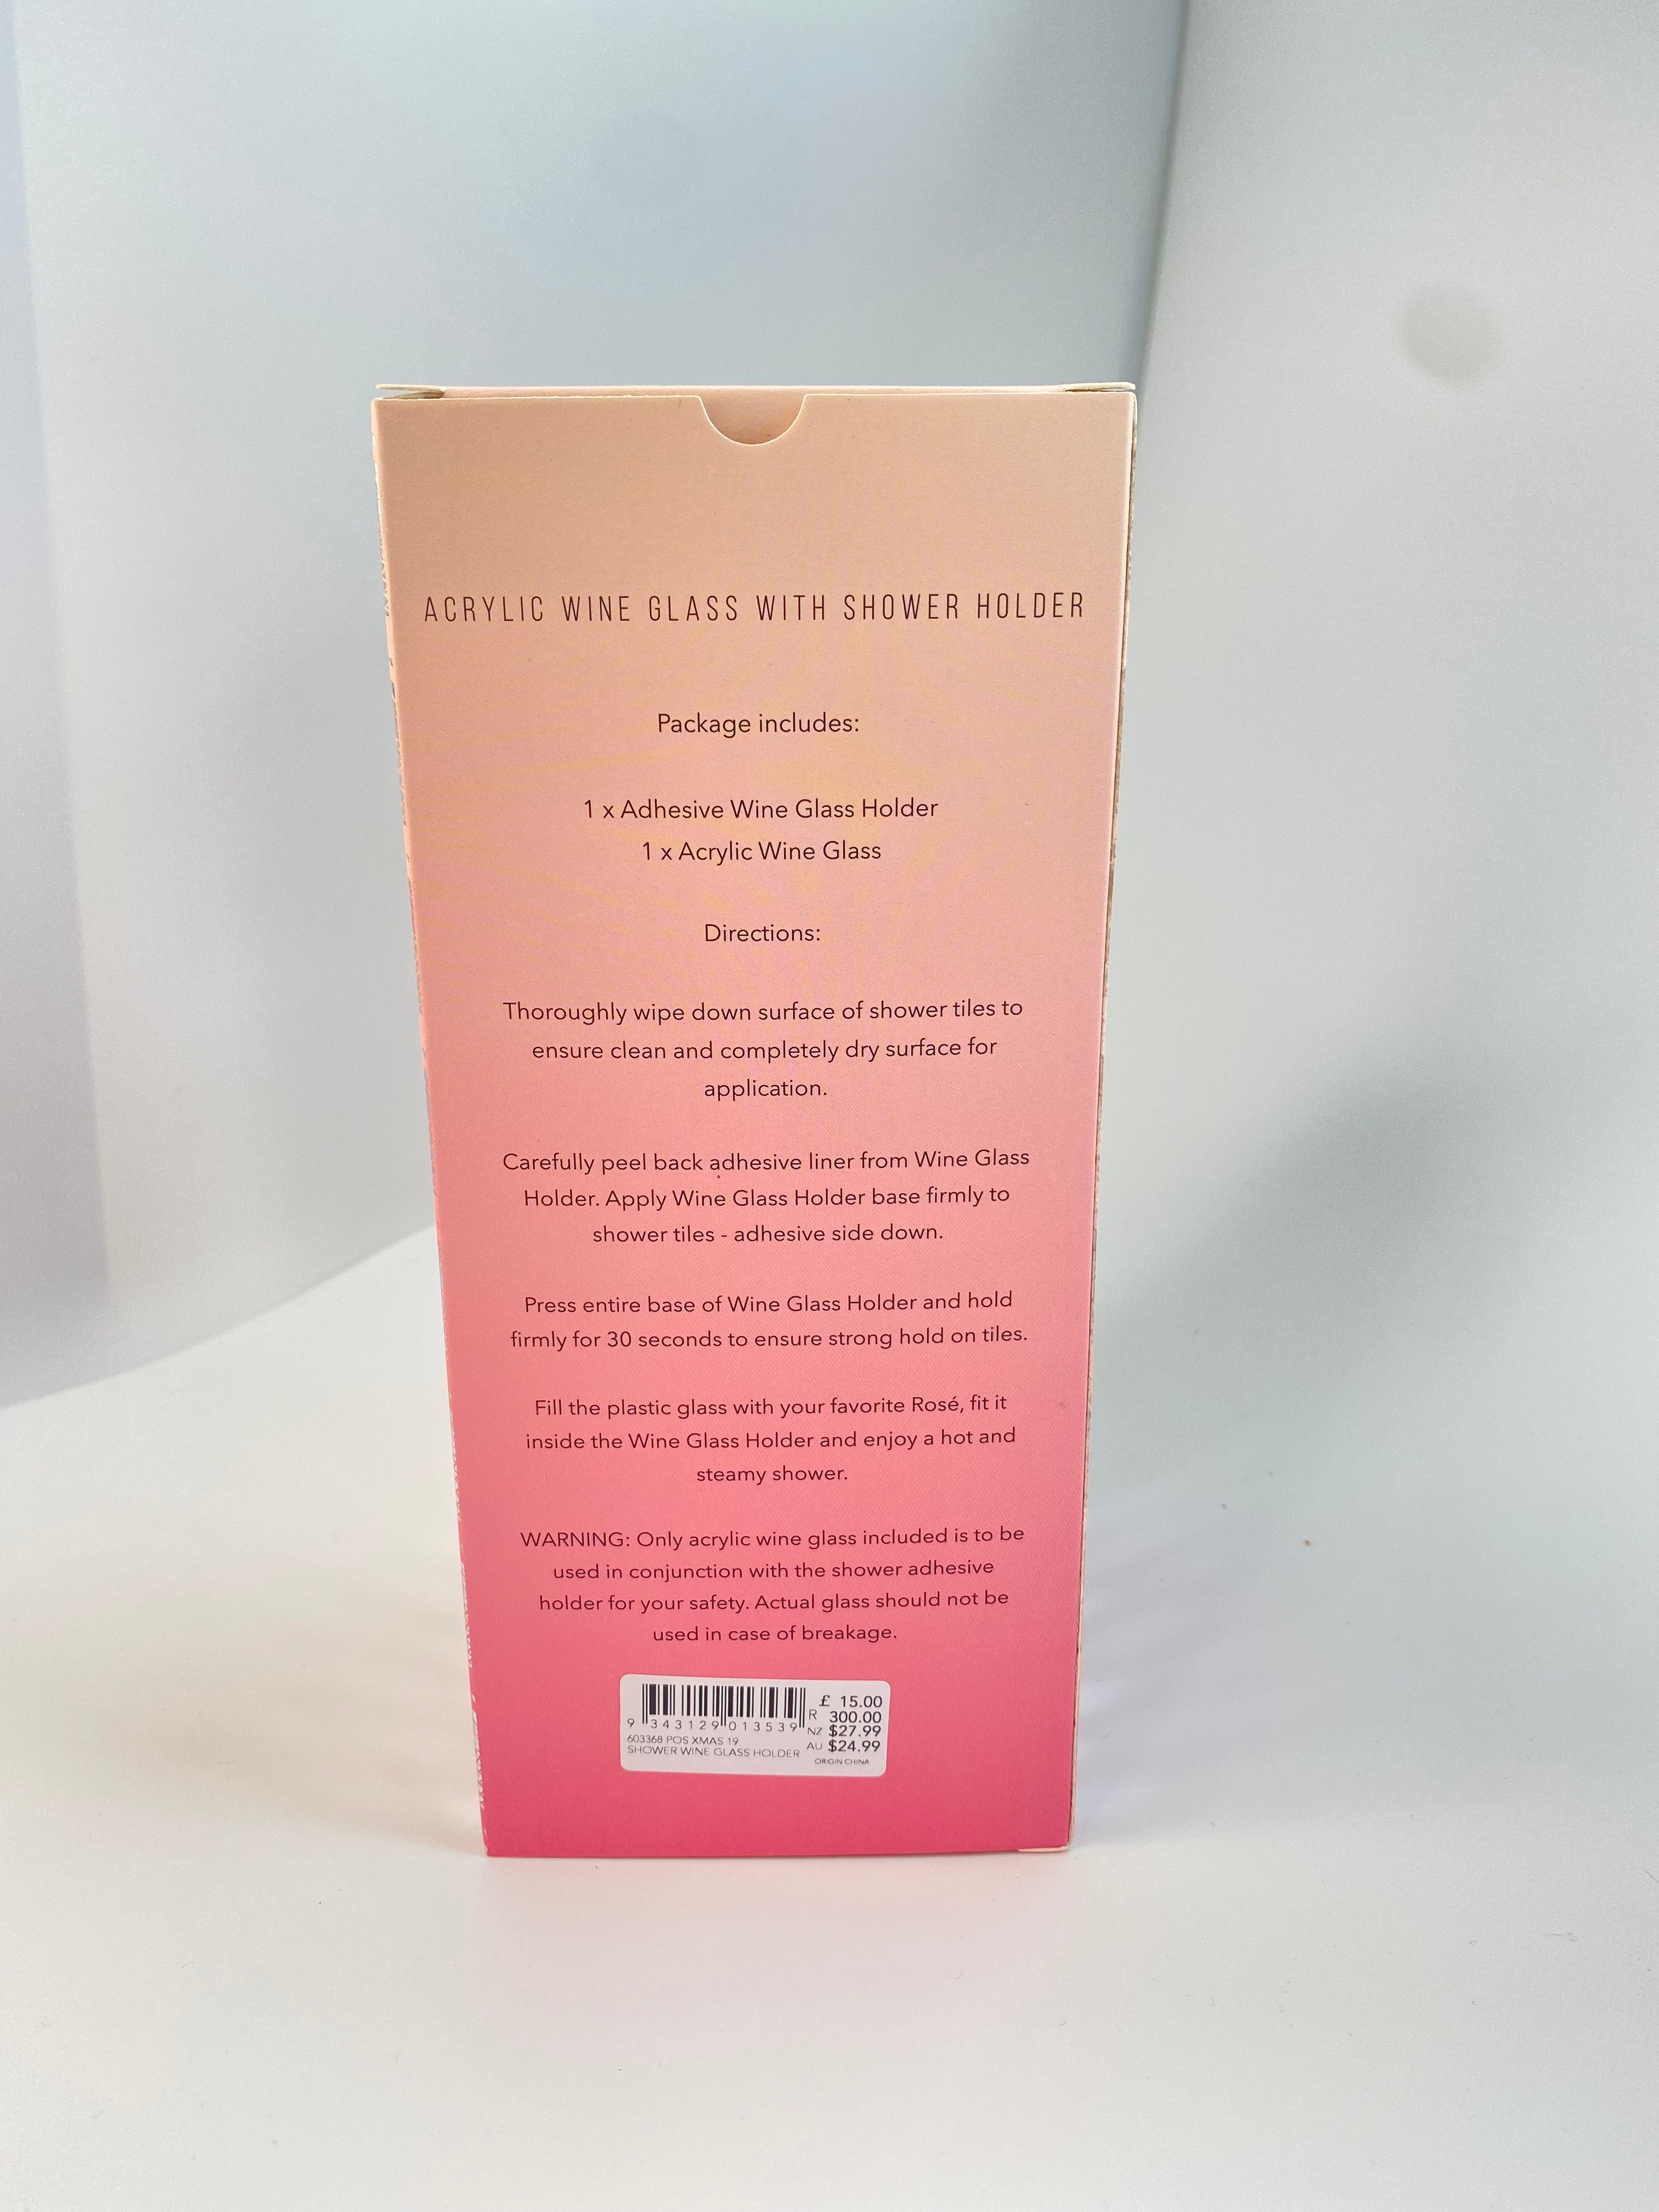 ACRYLIC WINE GLASS WITH SHOWER HOLDER
Package includes:
1 x Adhesive Wine Glass Holder
1 x Acrylic Wine Glass
Directions:
Thoroughly wipe down surface of shower tiles to
ensure clean and completely dry surface for
application.
Carefully peel back adhesive liner from Wine Glass
Holder. Apply Wine Glass Holder base firmly to
shower tiles - adhesive side down.
Press entire base of Wine Glass Holder and hold
firmly for 30 seconds to ensure strong hold on tiles.
Fill the plastic glass with your favorite Rosé, fit it
inside the Wine Glass Holder and enjoy a hot and
steamy shower.
WARNING: Only acrylic wine glass included is to be
used in conjunction with the shower adhesive
holder for your safety. Actual glass should not be
used in case of breakage.
9 343129 013539
603368 POS XMAS 19
SHOWER WINE GLASS HOLDER
£ 15.00
R 300.00
NZ $27.99
AU $24.99
ORIGIN CHINA